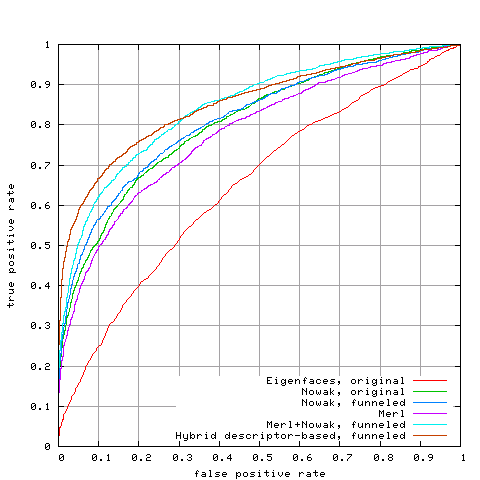 1
0.9
0.8
0.7
0.6
0.5
0.4
0.3
0.2
0.1
0
true positive rate
Eigenfaces, original
Nowak, original
Nowak, funneled
Merl
Merl+Nowak, funneled
Hybrid descriptor-based, funneled
0 0.1 0.2 0.3 0.4 0.5 0.6 0.7 0.8 0.9 1
false positive rate